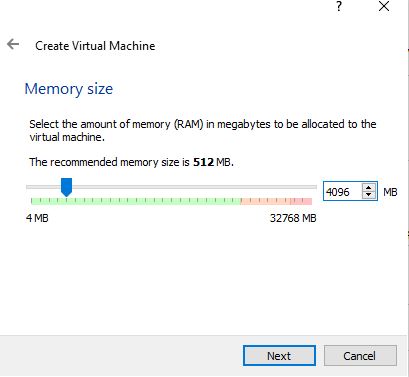 ?
Create Virtual Machine
Memory size
Select the amount of memory (RAM) in megabytes to be allocated to the
virtual machine.
The recommended memory size is 512 MB.
4096 MB
4 MB 32768 MB
Next Cancel